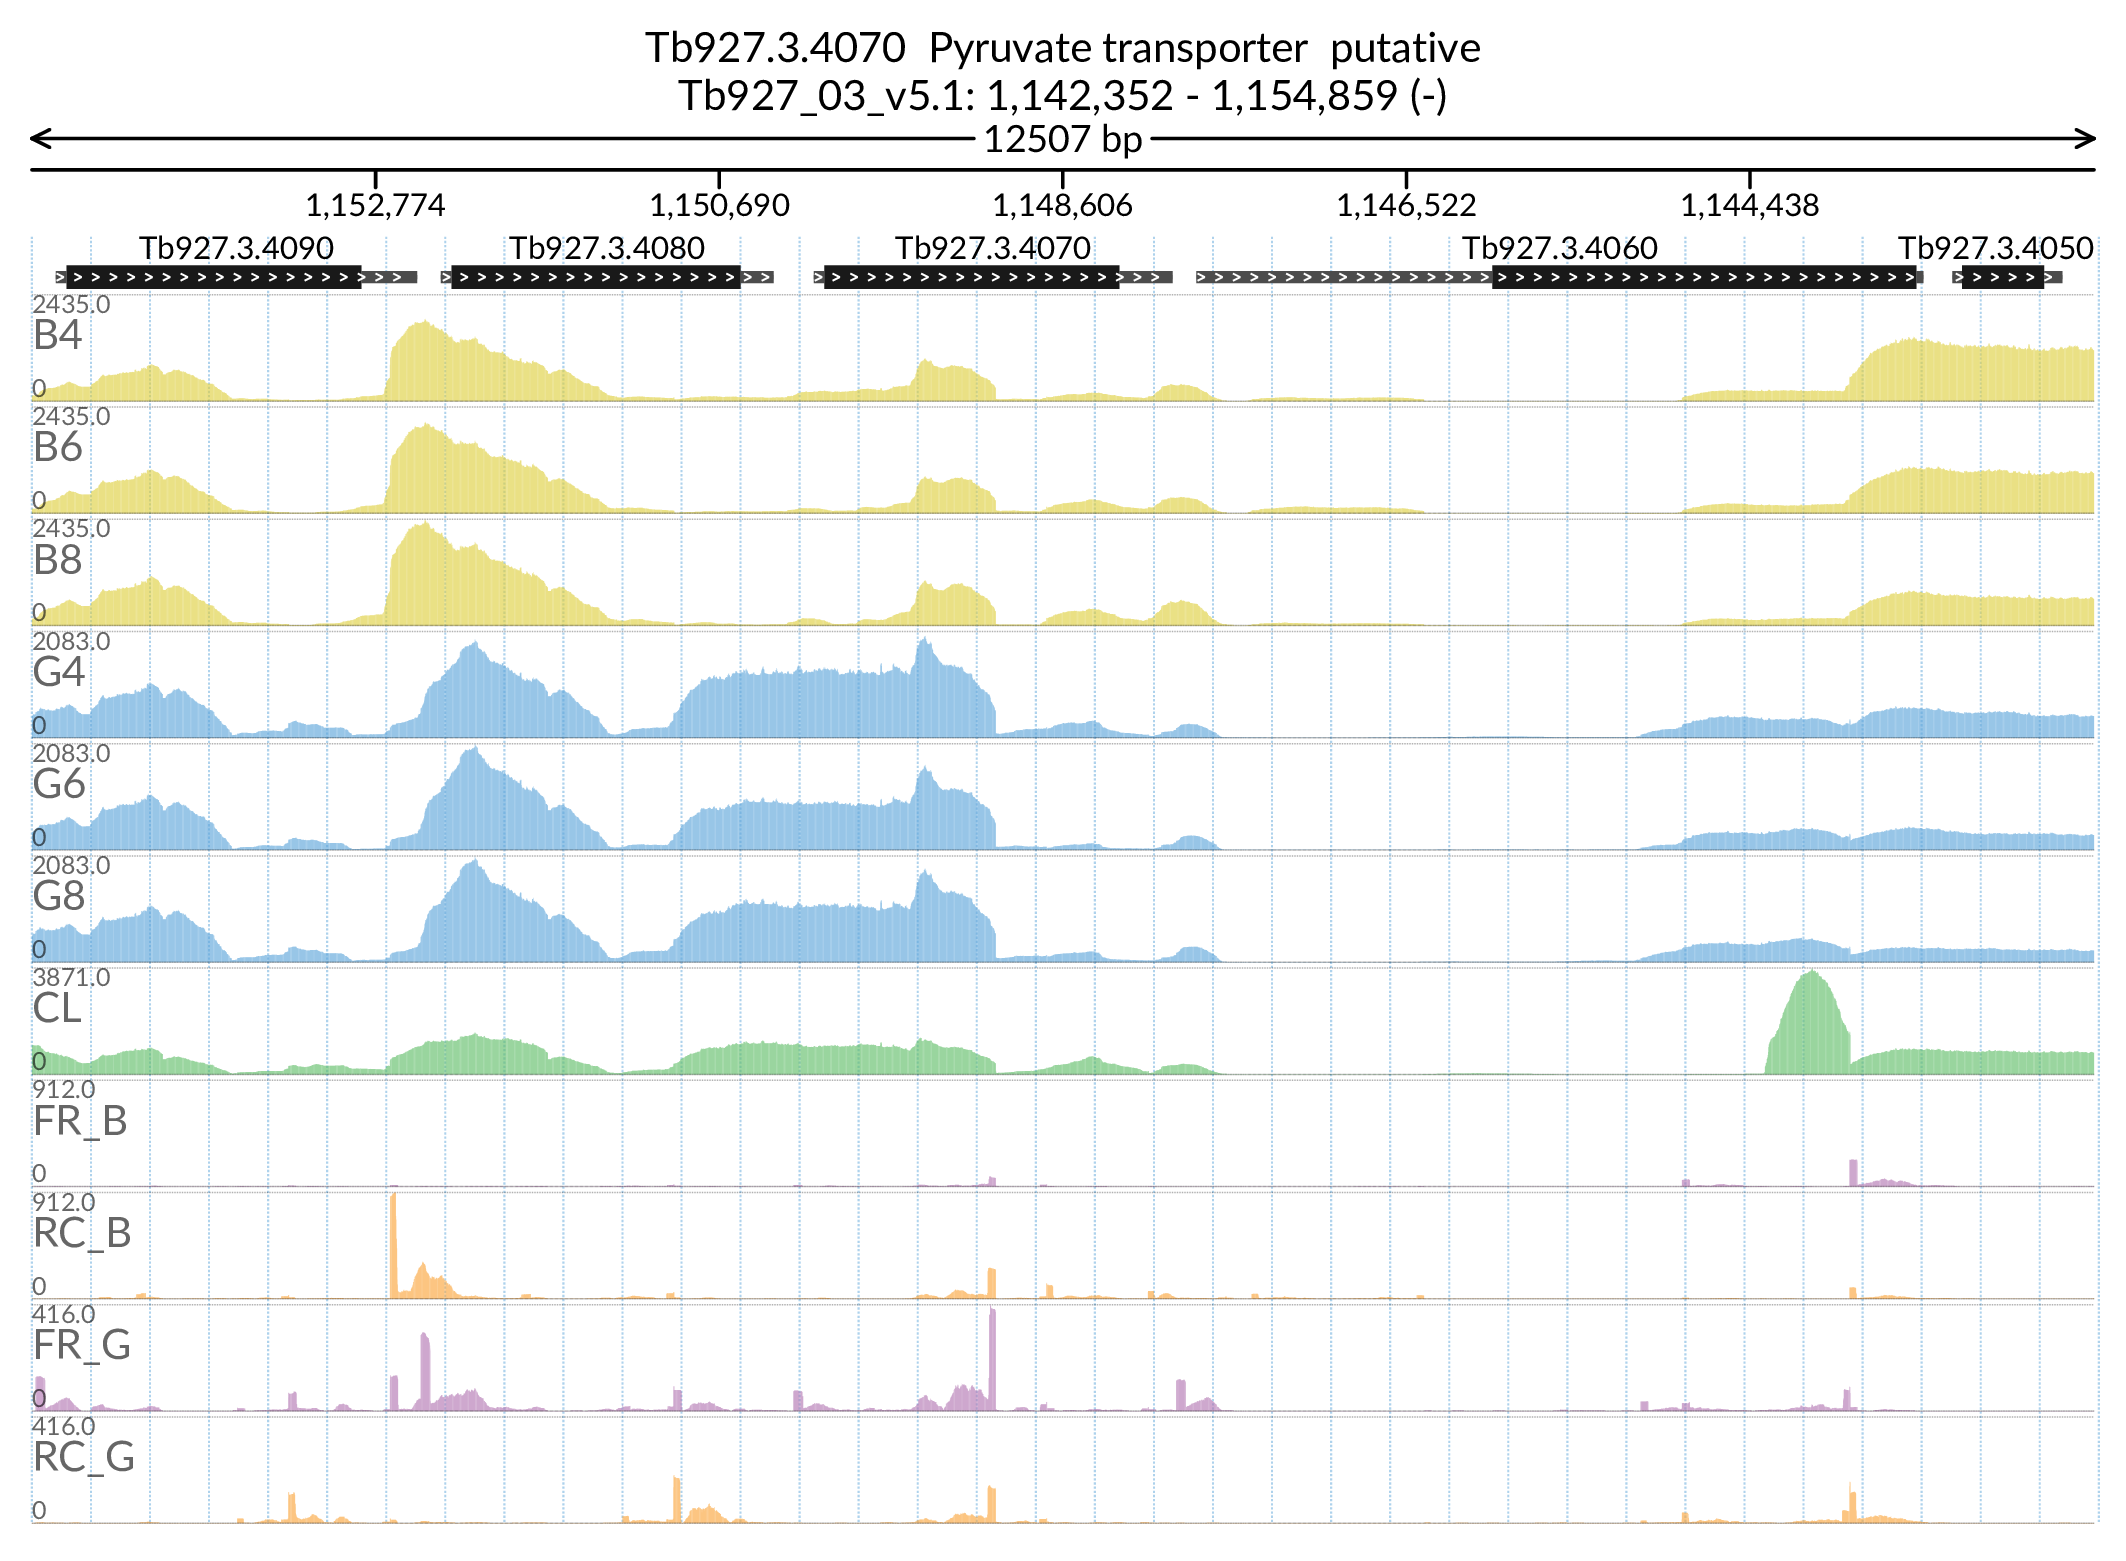 Tb927.3.4070  Pyruvate transporter  putative
Tb927_03_v5.1: 1,142,352 - 1,154,859 (-)
12507 bp
1,152,774 1,150,690 1,148,606 1,146,522 1,144,438
Tb927.3.4090 Tb927.3.4080 Tb927.3.4070 Tb927.3.4060 Tb927.3.4050
2435.0
B4
0
2435.0
B6
0
2435.0
B8
0
2083.0
G4
0
2083.0
G6
0
2083.0
G8
0
3871.0
CL
0
912.0
FR_B
0
912.0
RC_B
0
416.0
FR_G
0
416.0
RC_G
0